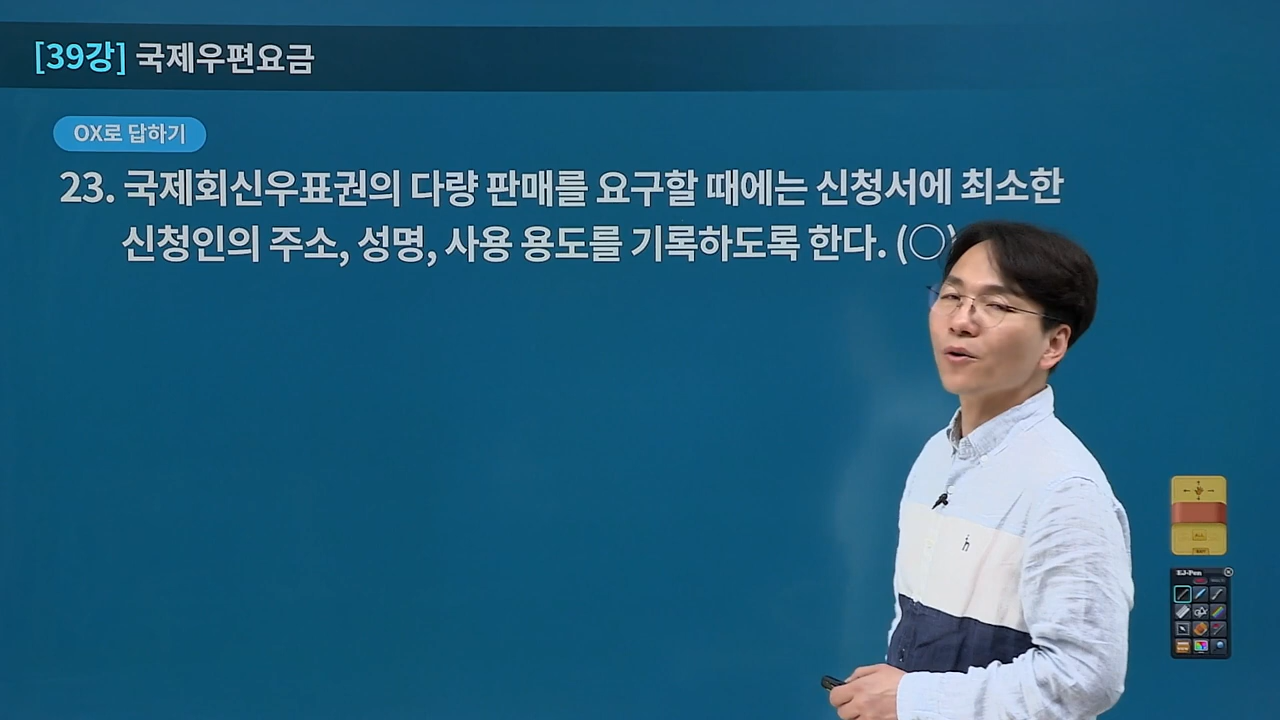 [39강] 국제우편요금
OX로 답하기
23. 국제회신우표권의 다량 판매를 요구할 때에는 신청서에 최소한
신청인의 주소, 성명, 사용 용도를 기록하도록 한다. (○)
EJ-Pen